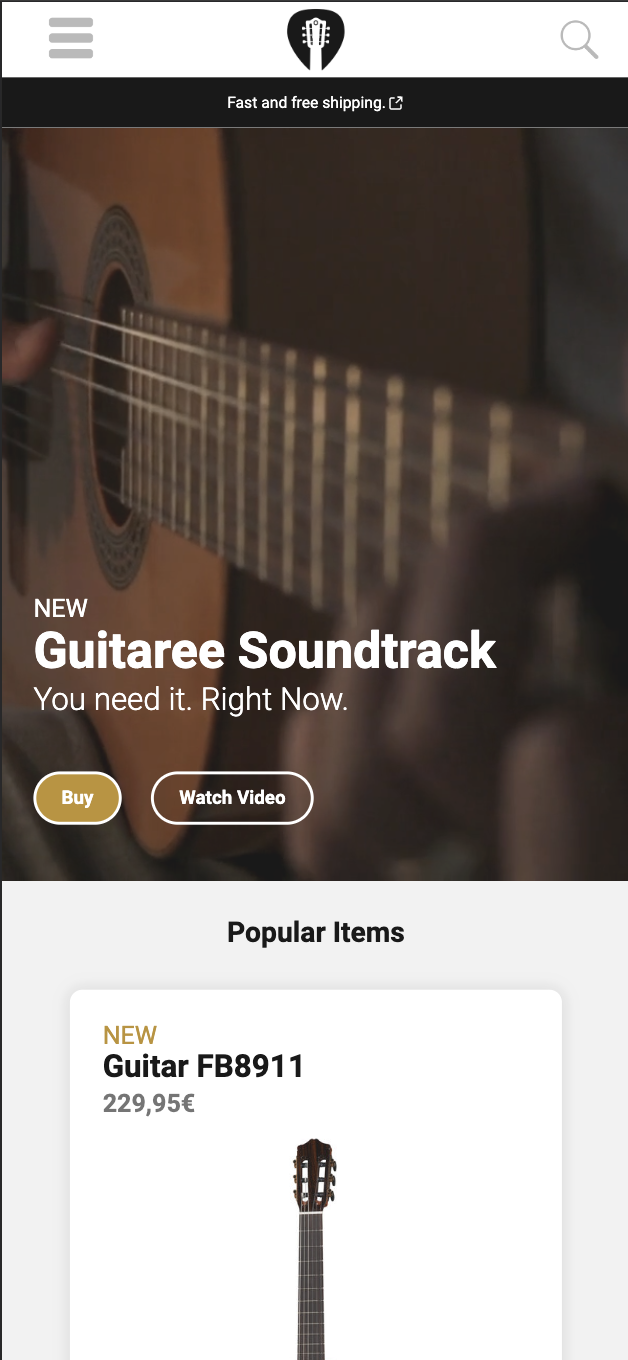 Fast and free shipping.
NEW
Guitaree Soundtrack
You need it. Right Now.
Buy
Watch Video
Popular Items
NEW
Guitar FB8911
229,95€